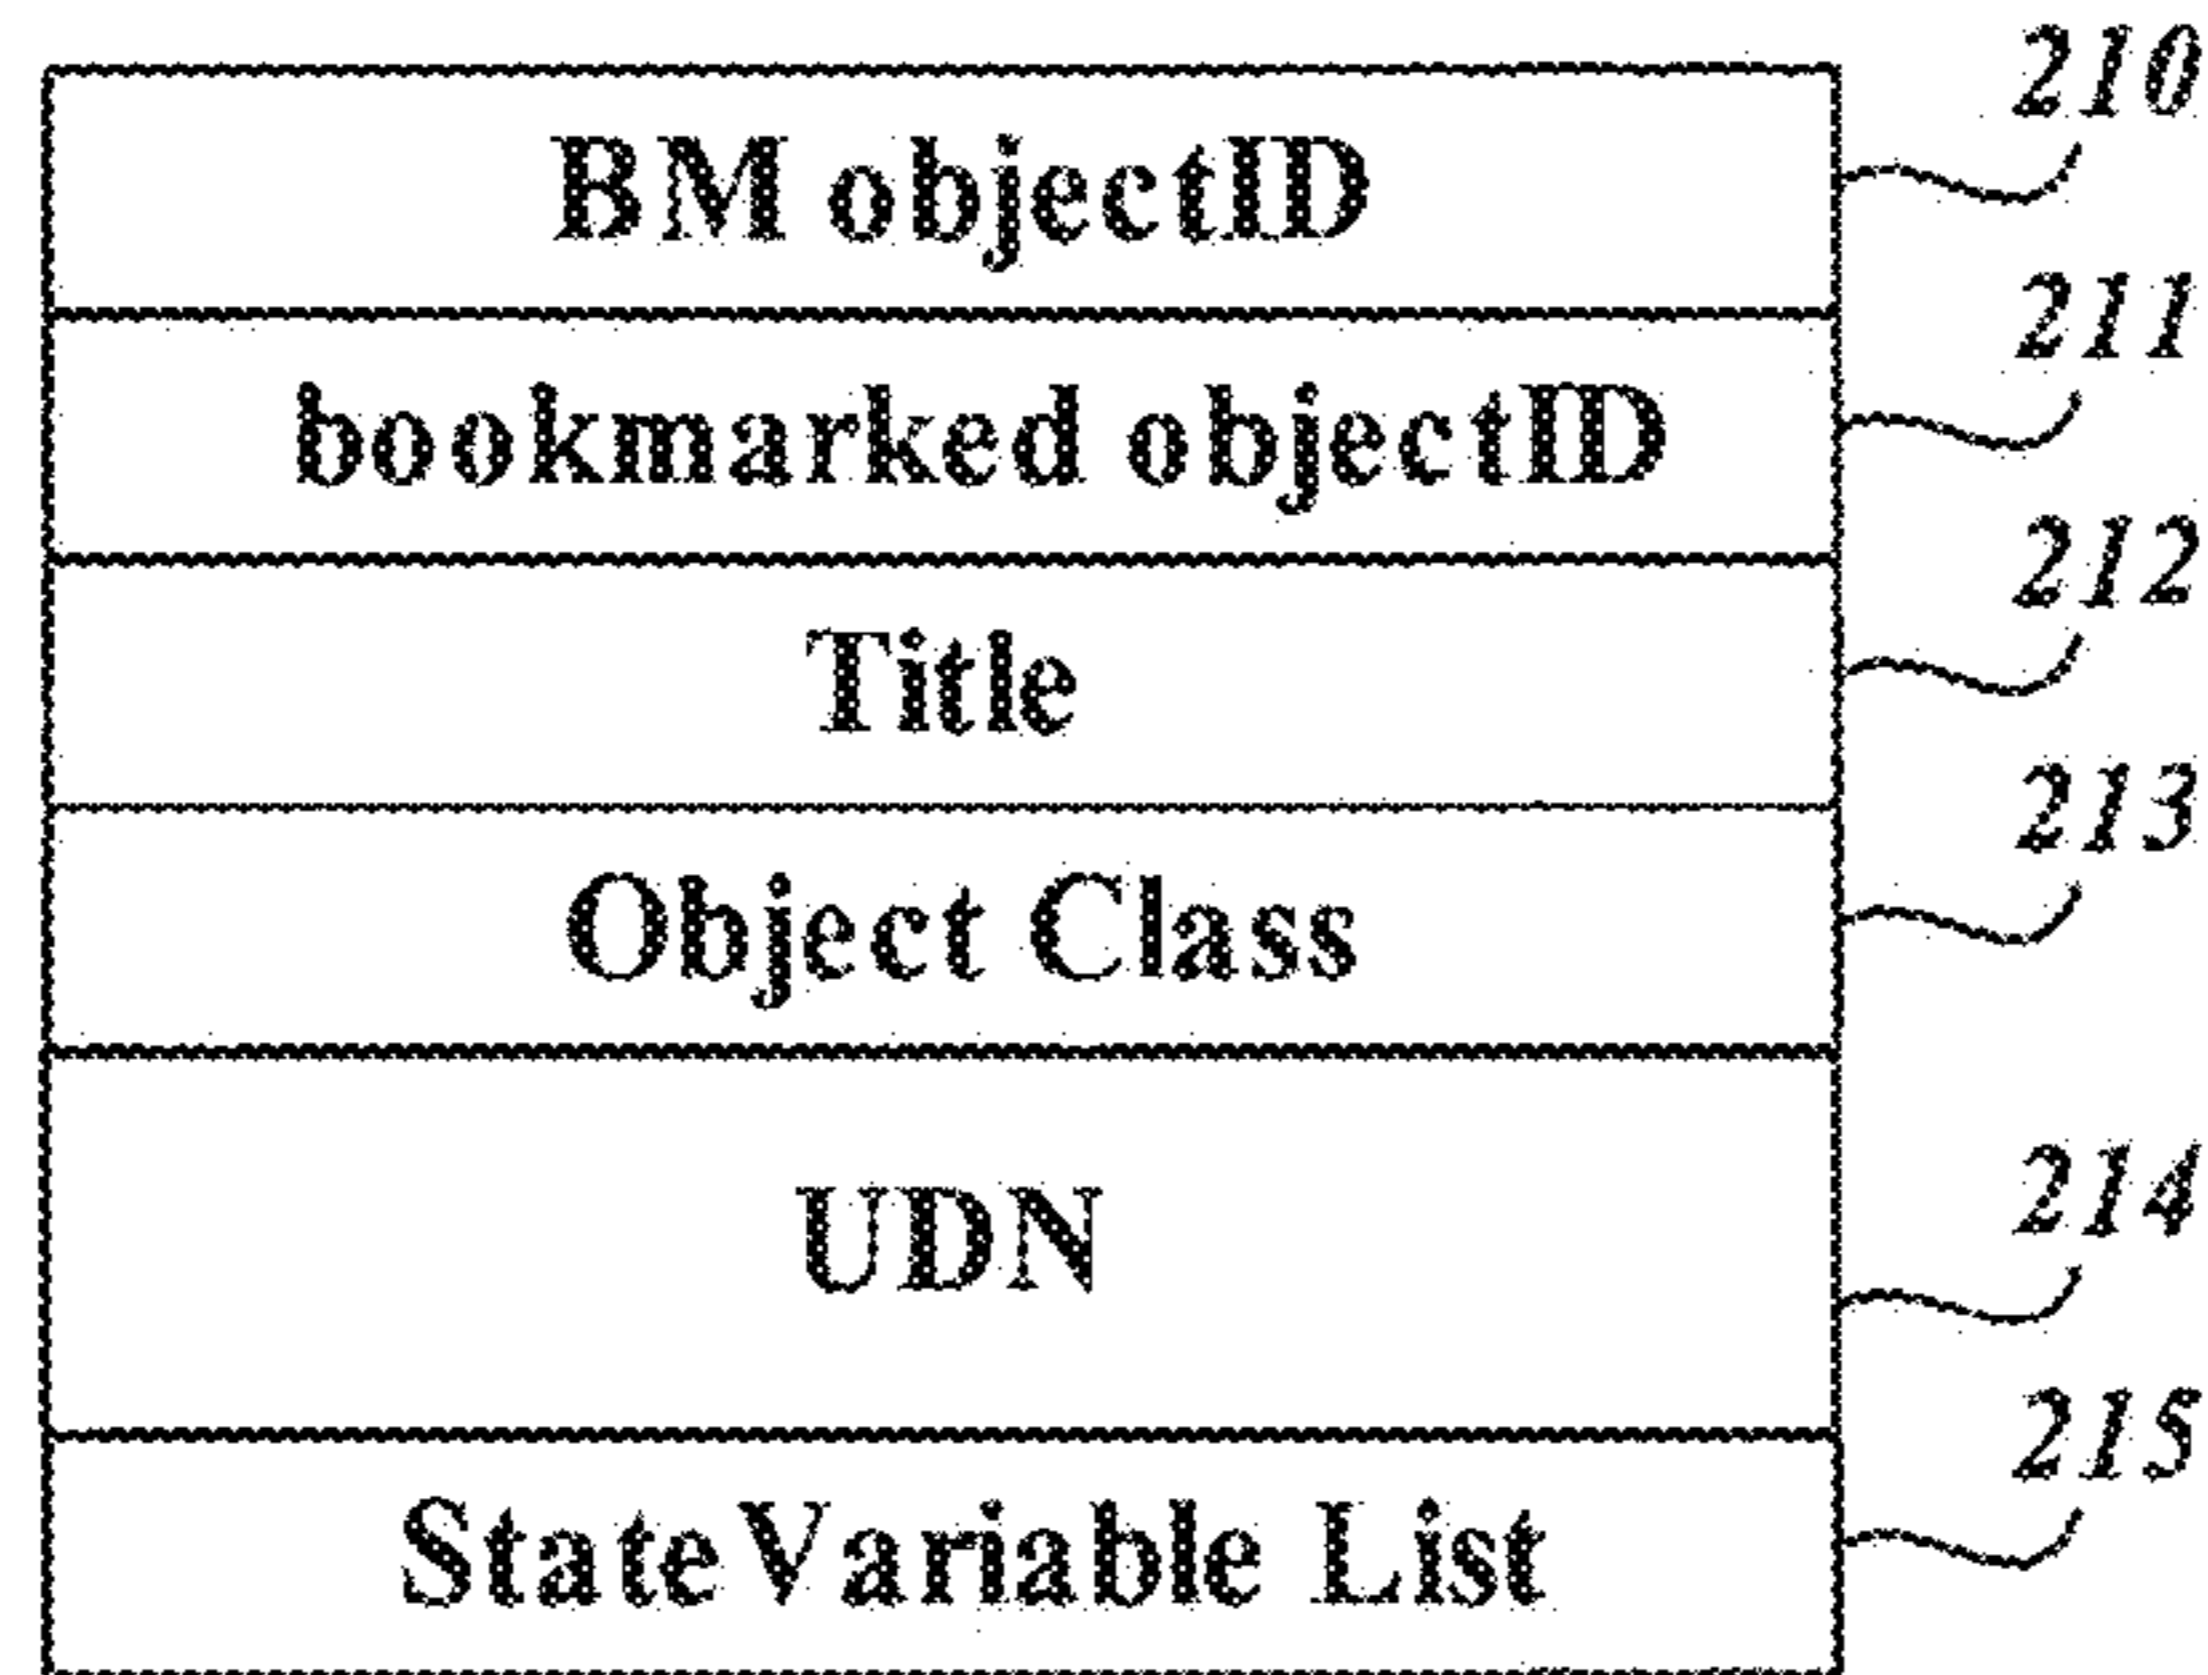 210
BM objectID
211
bookmarked objectID
212
Title
213
Object Class
214
UDN
215
StateVariable List